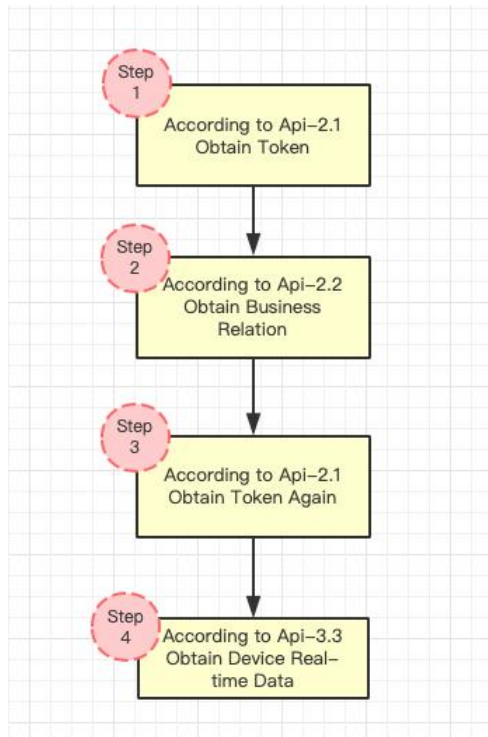 Step
1
According to Api-2.1
Obtain Token
Step
2
According to Api-2.2
Obtain Business
Relation
Step
3
According to Api-2.1
Obtain Token Again
Step
4
According to Api-3.3
Obtain Device Real-
time Data